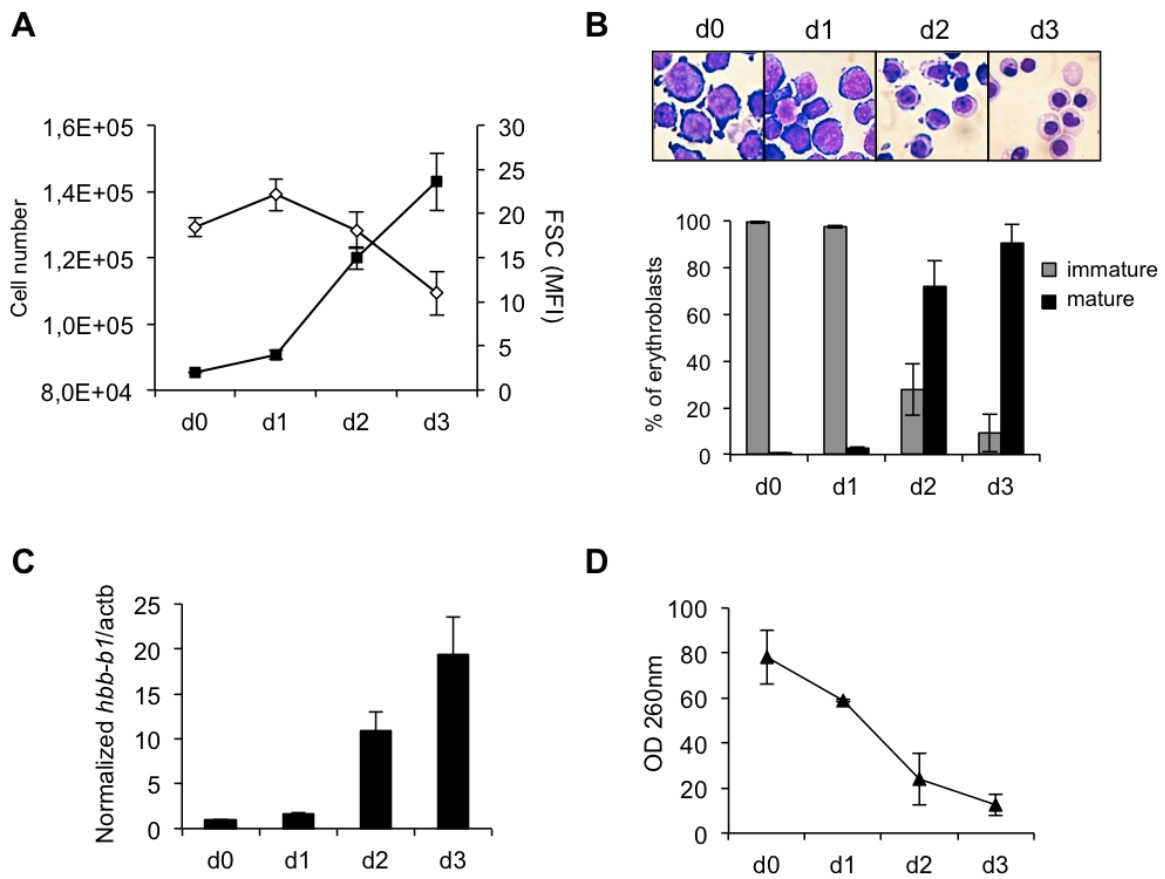 A
1,6E+05
1,4E+05
1,2E+05
1,0E+05
8,0E+04
Cell number
30
25
20
15
10
5
0
FSC (MFI)
d0 d1 d2 d3
B
d0 d1 d2 d3
100
80
60
40
20
0
% of erythroblasts
immature
mature
d0 d1 d2 d3
C
25
20
15
10
5
0
Normalized hbb-b1/actb
d0 d1 d2 d3
D
100
80
60
40
20
0
OD 260nm
d0 d1 d2 d3